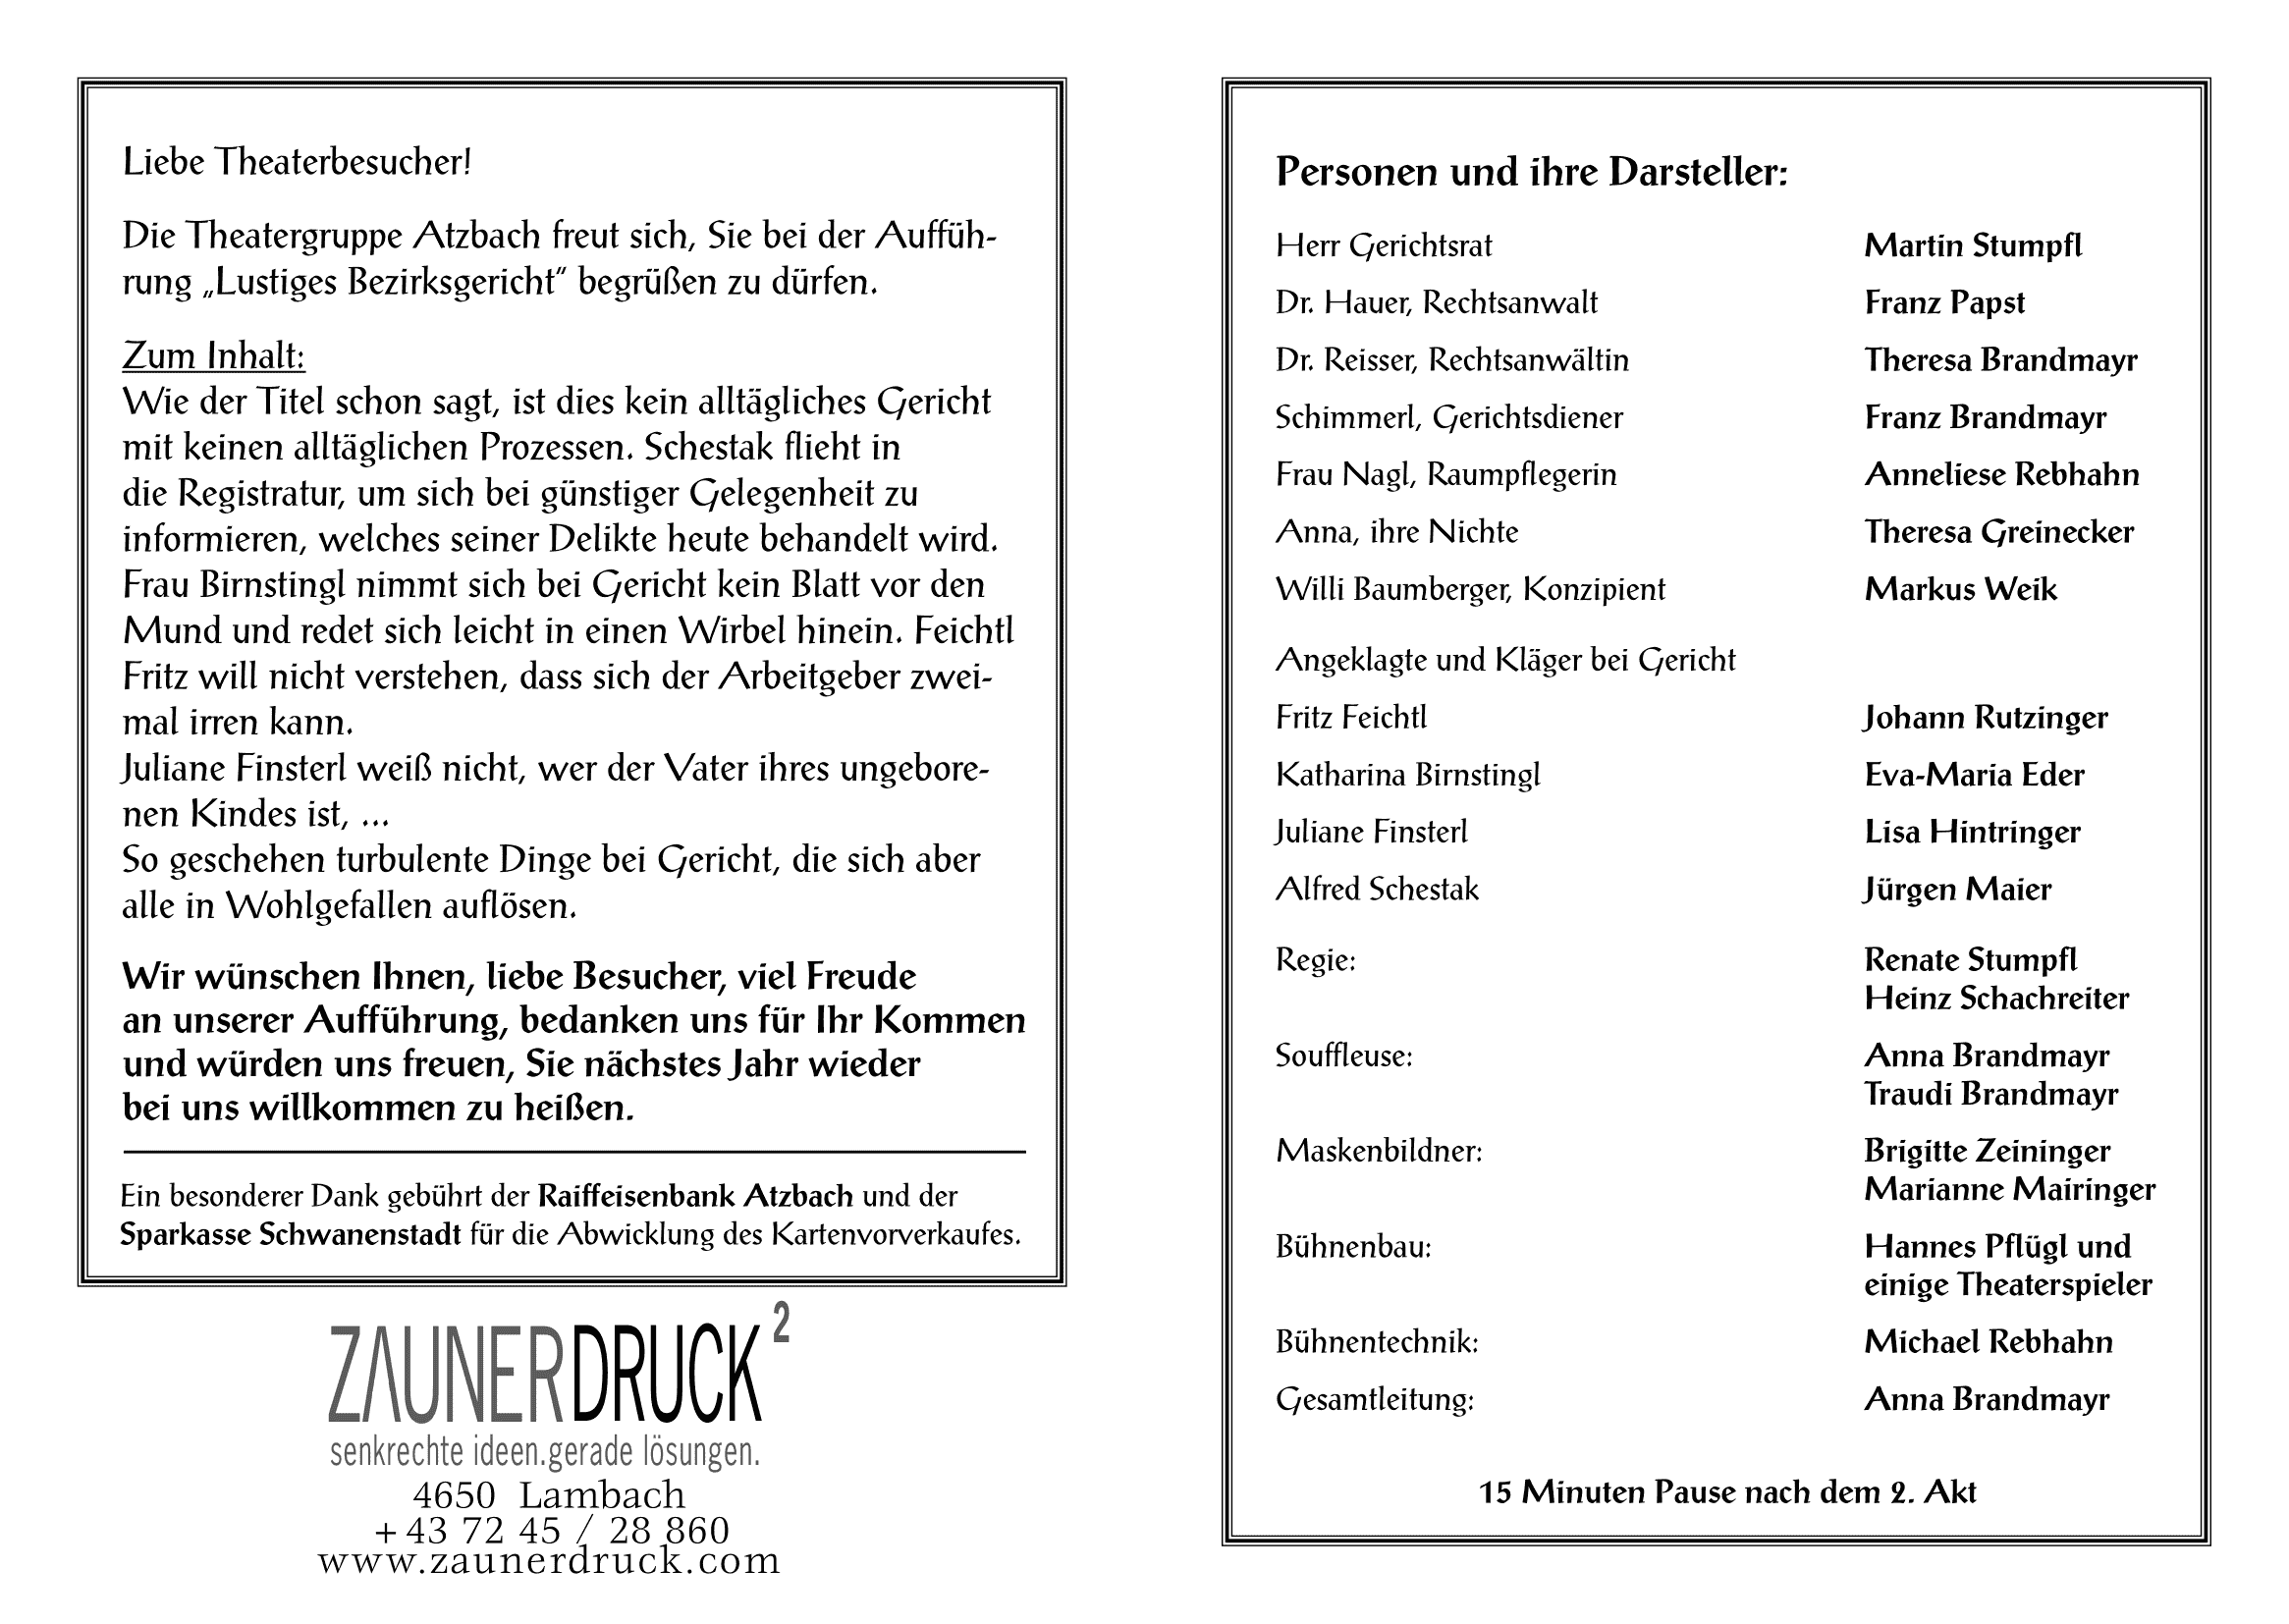 Liebe Theaterbesucher!
Die Theatergruppe Atzbach freut sich, Sie bei der Auffüh-
rung „Lustiges Bezirksgericht“ begrüßen zu dürfen.
Zum Inhalt:
Wie der Titel schon sagt, ist dies kein alltägliches Gericht
mit keinen alltäglichen Prozessen. Schestak flieht in
die Registratur, um sich bei günstiger Gelegenheit zu
informieren, welches seiner Delikte heute behandelt wird.
Frau Birnstingl nimmt sich bei Gericht kein Blatt vor den
Mund und redet sich leicht in einen Wirbel hinein. Feichtl
Fritz will nicht verstehen, dass sich der Arbeitgeber zwei-
mal irren kann.
Juliane Finsterl weiß nicht, wer der Vater ihres ungebore-
nen Kindes ist, ...
So geschehen turbulente Dinge bei Gericht, die sich aber
alle in Wohlgefallen auflösen.
Wir wünschen Ihnen, liebe Besucher, viel Freude
an unserer Aufführung, bedanken uns für Ihr Kommen
und würden uns freuen, Sie nächstes Jahr wieder
bei uns willkommen zu heißen.
Ein besonderer Dank gebührt der Raiffeisenbank Atzbach und der
Sparkasse Schwanenstadt für die Abwicklung des Kartenvorverkaufes.
ZAUNERDRUCK²
senkrechte ideen.gerade lösungen.
4650 Lambach
+43 72 45 / 28 860
www.zaunerdruck.com
Personen und ihre Darsteller:
Herr Gerichtsrat Martin Stumpfl
Dr. Hauer, Rechtsanwalt Franz Papst
Dr. Reisser, Rechtsanwältin Theresa Brandmayr
Schimmerl, Gerichtsdiener Franz Brandmayr
Frau Nagl, Raumpflegerin Anneliese Rebhahn
Anna, ihre Nichte Theresa Greinecker
Willi Baumberger, Konzipient Markus Weik
Angeklagte und Kläger bei Gericht
Fritz Feichtl Johann Rutzinger
Katharina Birnstingl Eva-Maria Eder
Juliane Finsterl Lisa Hintringer
Alfred Schestak Jürgen Maier
Regie: Renate Stumpfl
Heinz Schachreiter
Souffleuse: Anna Brandmayr
Traudi Brandmayr
Maskenbildner: Brigitte Zeininger
Marianne Mairinger
Bühnenbau: Hannes Pflügl und
einige Theaterspieler
Bühnentechnik: Michael Rebhahn
Gesamtleitung: Anna Brandmayr
15 Minuten Pause nach dem 2. Akt